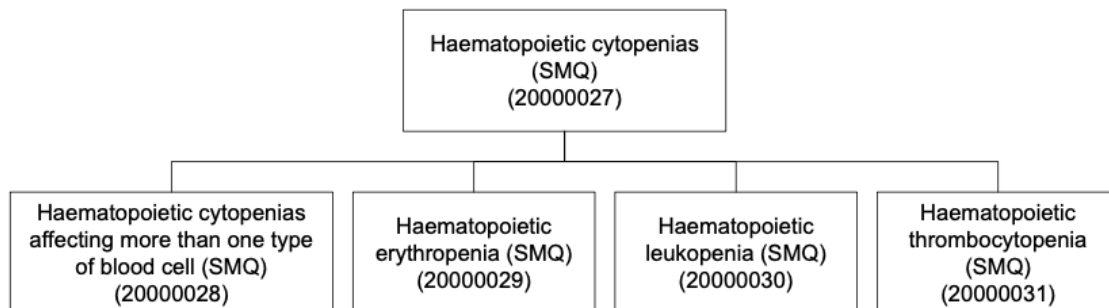 Haematopoietic cytopenias
(SMQ)
(20000027)
Haematopoietic cytopenias
affecting more than one type
of blood cell (SMQ)
(20000028)
Haematopoietic
erythropenia (SMQ)
(20000029)
Haematopoietic
leukopenia (SMQ)
(20000030)
Haematopoietic
thrombocytopenia
(SMQ)
(20000031)